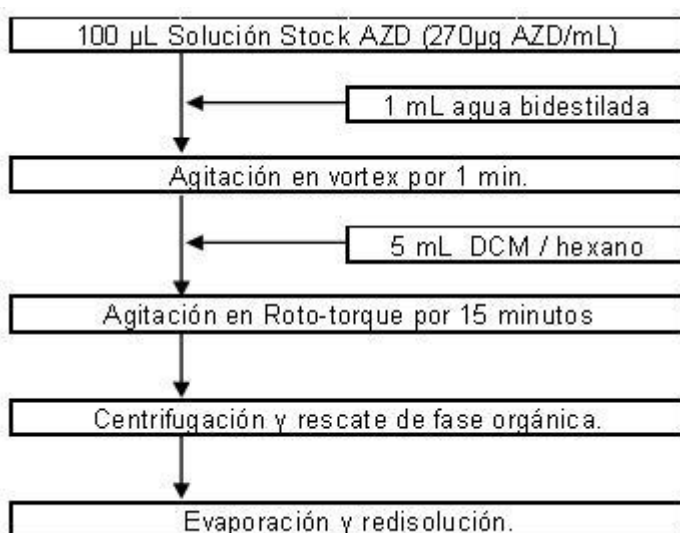 100 µL Solución Stock AZD (270µg AZD/mL)
1 mL agua bidestilada
Agitación en vortex por 1 min.
5 mL DCM / hexano
Agitación en Roto-torque por 15 minutos
Centrifugación y rescate de fase orgánica.
Evaporación y redisolución.